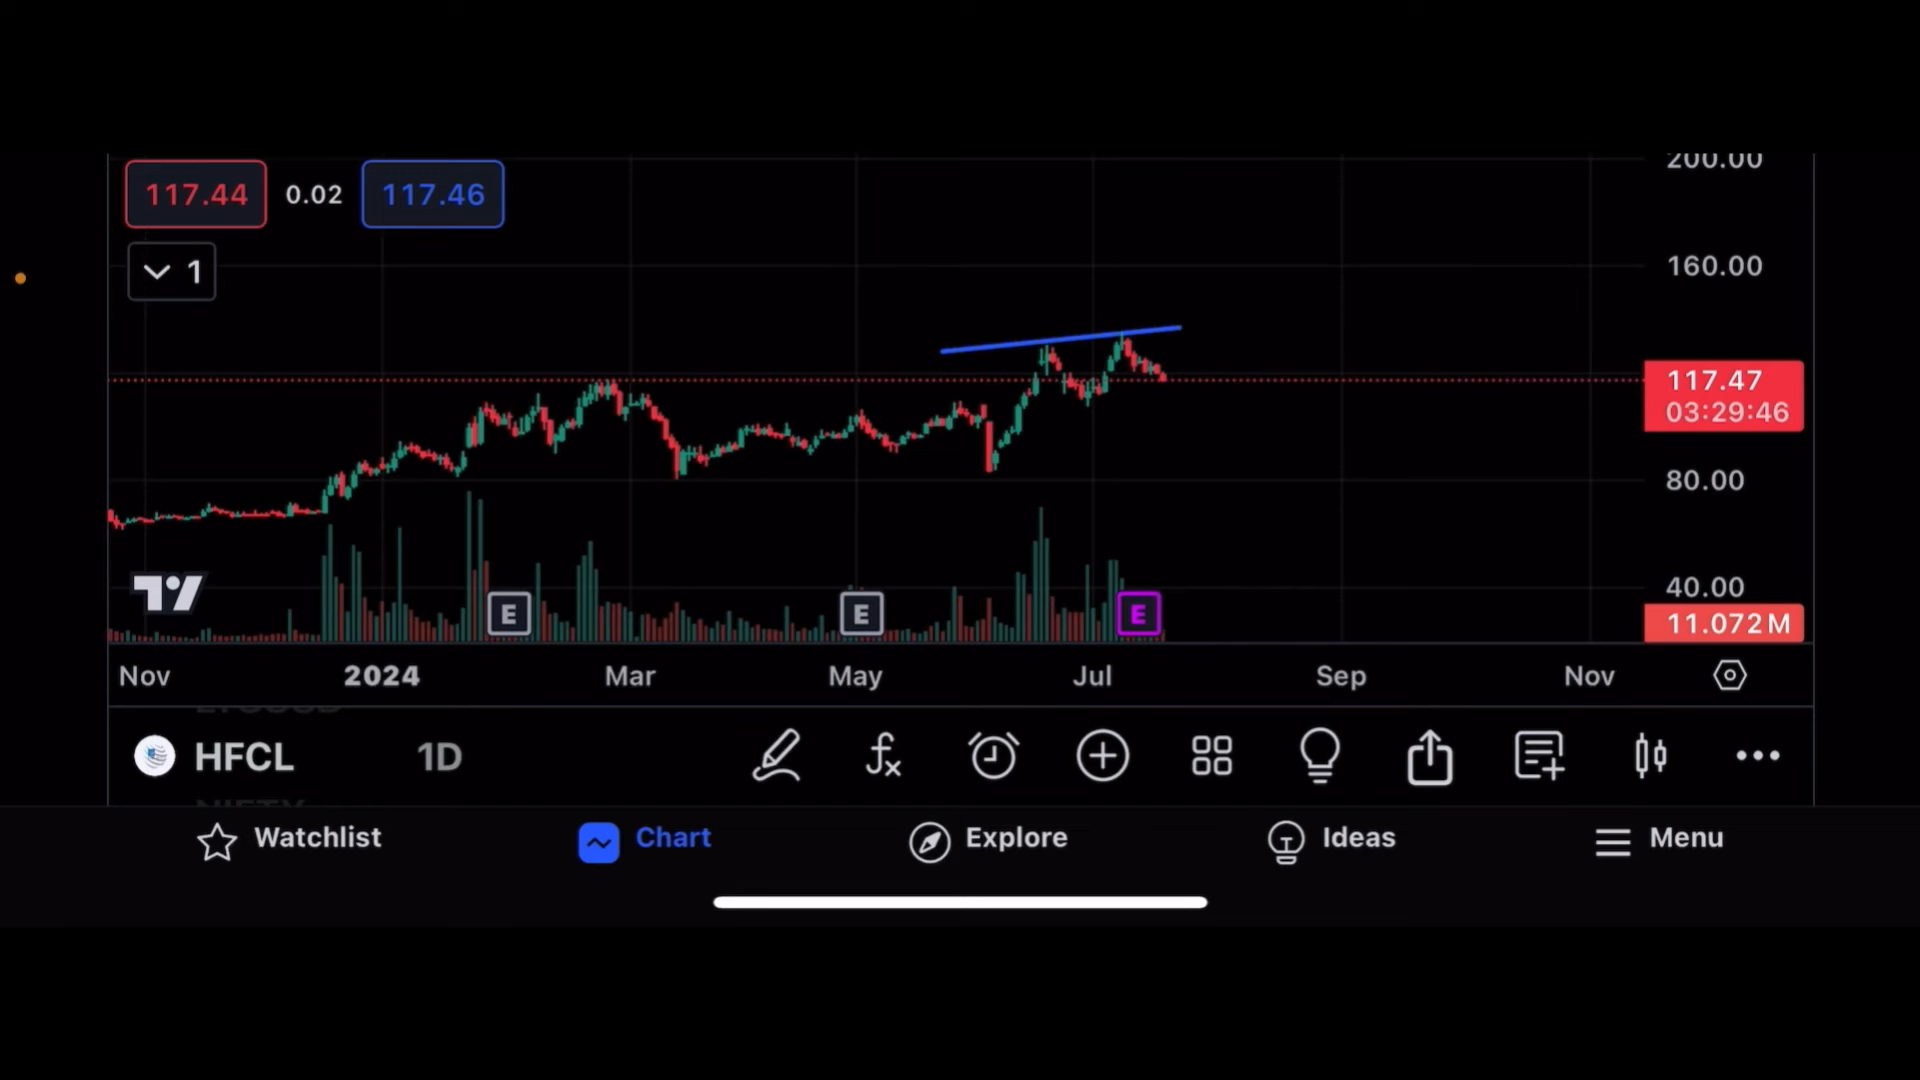 200.00
117.44 0.02 117.46
1
160.00
117.47
03:29:46
80.00
40.00
E E E
11.072 M
Nov 2024 Mar May Jul Sep Nov
HFCL 1D
Watchlist Chart Explore Ideas Menu